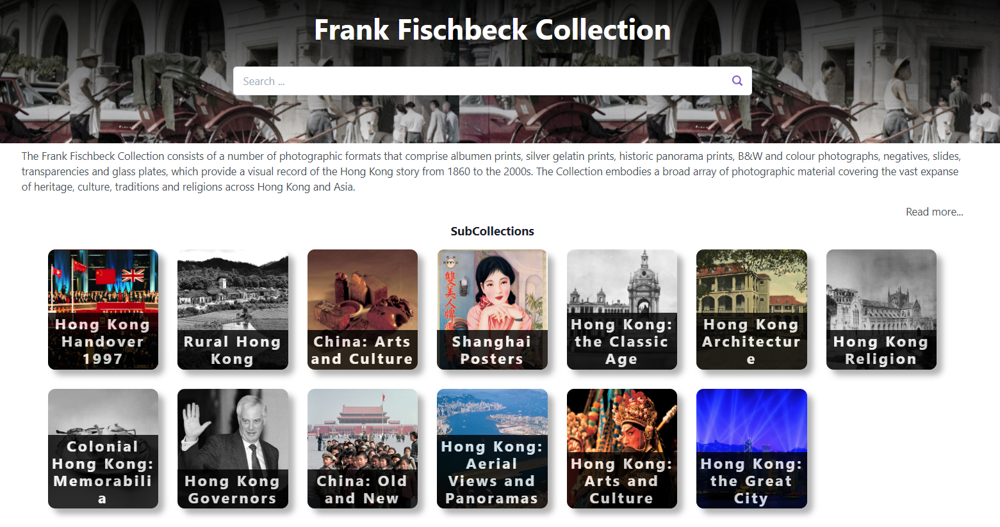 Frank Fischbeck Collection
Search ...
The Frank Fischbeck Collection consists of a number of photographic formats that comprise albumen prints, silver gelatin prints, historic panorama prints, B&W and colour photographs, negatives, slides,
transparencies and glass plates, which provide a visual record of the Hong Kong story from 1860 to the 2000s. The Collection embodies a broad array of photographic material covering the vast expanse
of heritage, culture, traditions and religions across Hong Kong and Asia.
Read more...
SubCollections
雙美人牌
Hong Kong
Handover
1997
Rural Hong
Kong
China: Arts
and Culture
Shanghai
Posters
Hong Kong:
the Classic
Age
Hong Kong
Architectur
e
Hong Kong
Religion
Colonial
Hong Kong:
Memorabili
a
Hong Kong
Governors
China: Old
and New
Hong Kong:
Aerial
Views and
Panoramas
Hong Kong:
Arts and
Culture
Hong Kong:
the Great
City